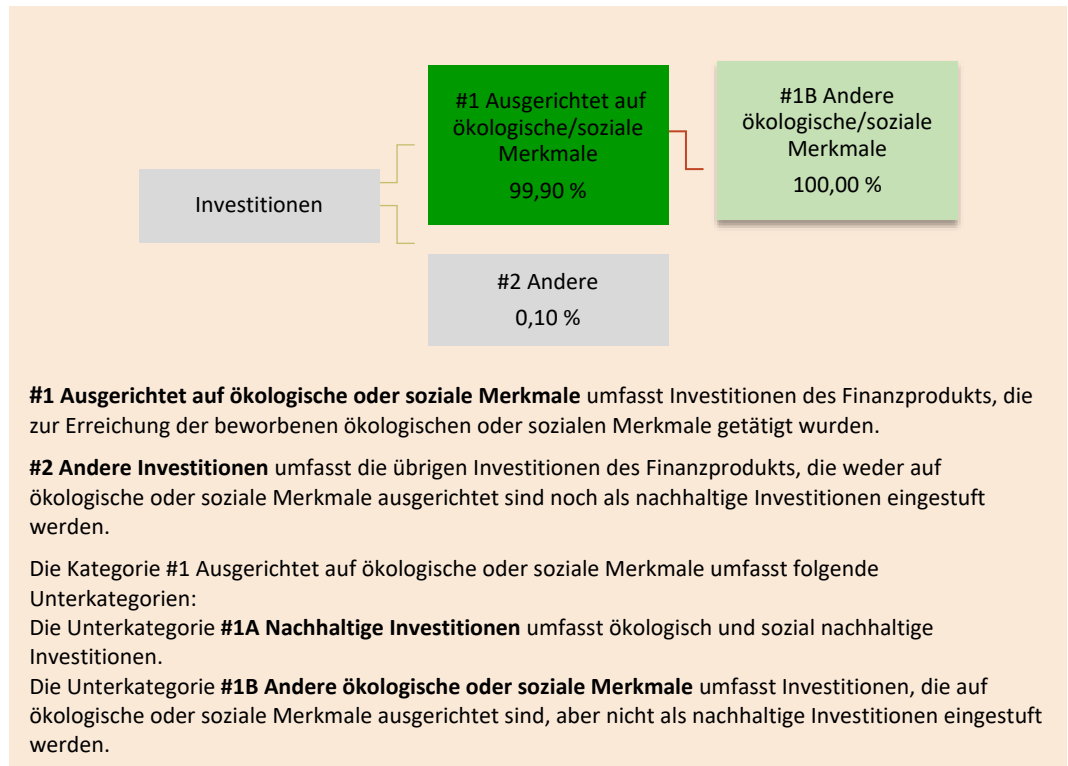 Investitionen
#1 Ausgerichtet auf
ökologische/soziale
Merkmale
99,90 %
#1B Andere
ökologische/soziale
Merkmale
100,00 %
#2 Andere
0,10 %
#1 Ausgerichtet auf ökologische oder soziale Merkmale umfasst Investitionen des Finanzprodukts, die
zur Erreichung der beworbenen ökologischen oder sozialen Merkmale getätigt wurden.
#2 Andere Investitionen umfasst die übrigen Investitionen des Finanzprodukts, die weder auf
ökologische oder soziale Merkmale ausgerichtet sind noch als nachhaltige Investitionen eingestuft
werden.
Die Kategorie #1 Ausgerichtet auf ökologische oder soziale Merkmale umfasst folgende
Unterkategorien:
Die Unterkategorie #1A Nachhaltige Investitionen umfasst ökologisch und sozial nachhaltige
Investitionen.
Die Unterkategorie #1B Andere ökologische oder soziale Merkmale umfasst Investitionen, die auf
ökologische oder soziale Merkmale ausgerichtet sind, aber nicht als nachhaltige Investitionen eingestuft
werden.